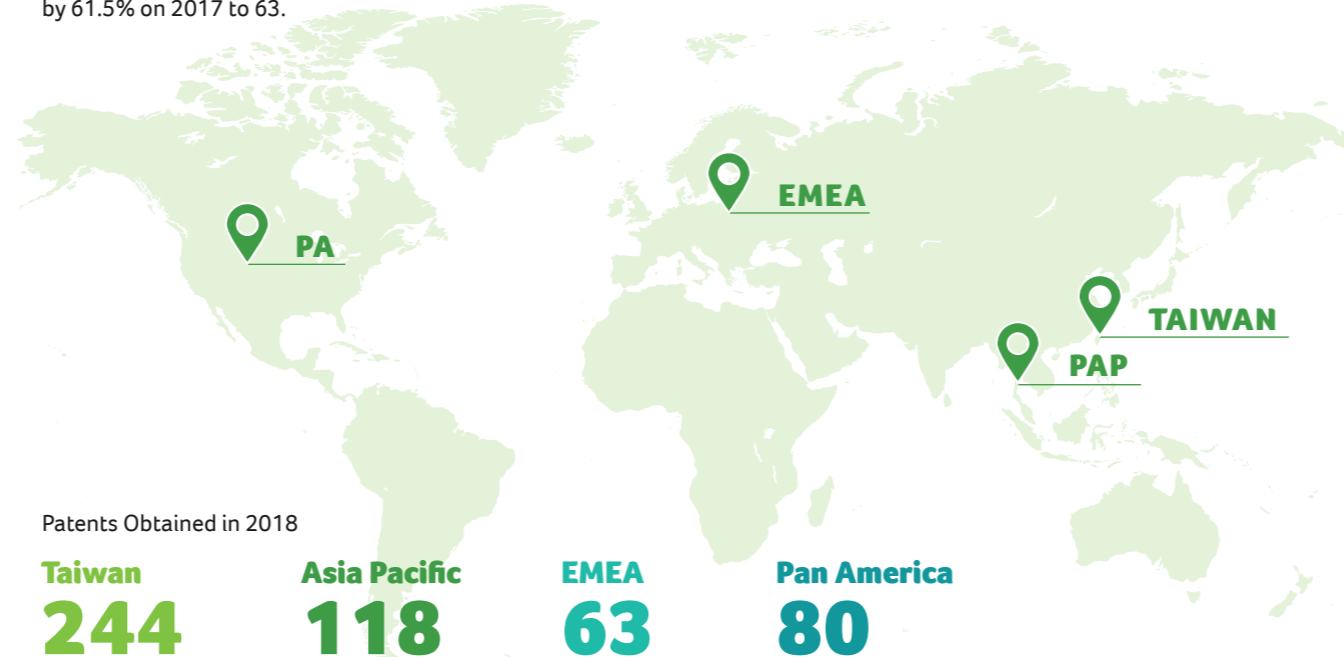 by 61.5% on 2017 to 63.
EMEA
PA
TAIWAN
PAP
Patents Obtained in 2018
Taiwan Asia Pacific EMEA Pan America
244 118 63 80